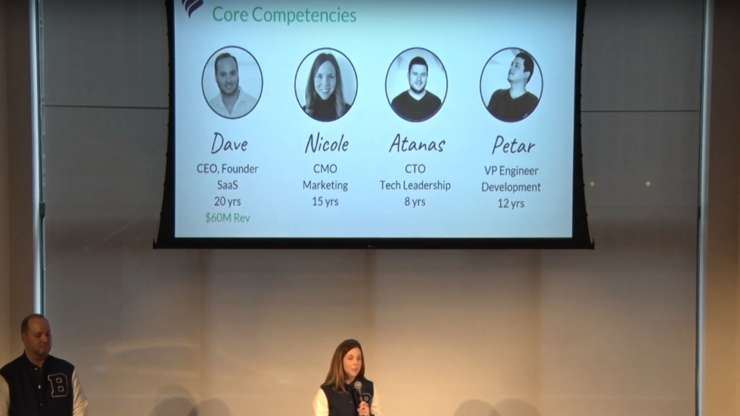 Core Competencies
Dave
Nicole
Atanas
Petar
CEO, Founder
CMO
CTO
VP Engineer
SaaS
Marketing
Tech Leadership
Development
20 yrs
15 yrs
8 yrs
12 yrs
$60M Rev
B